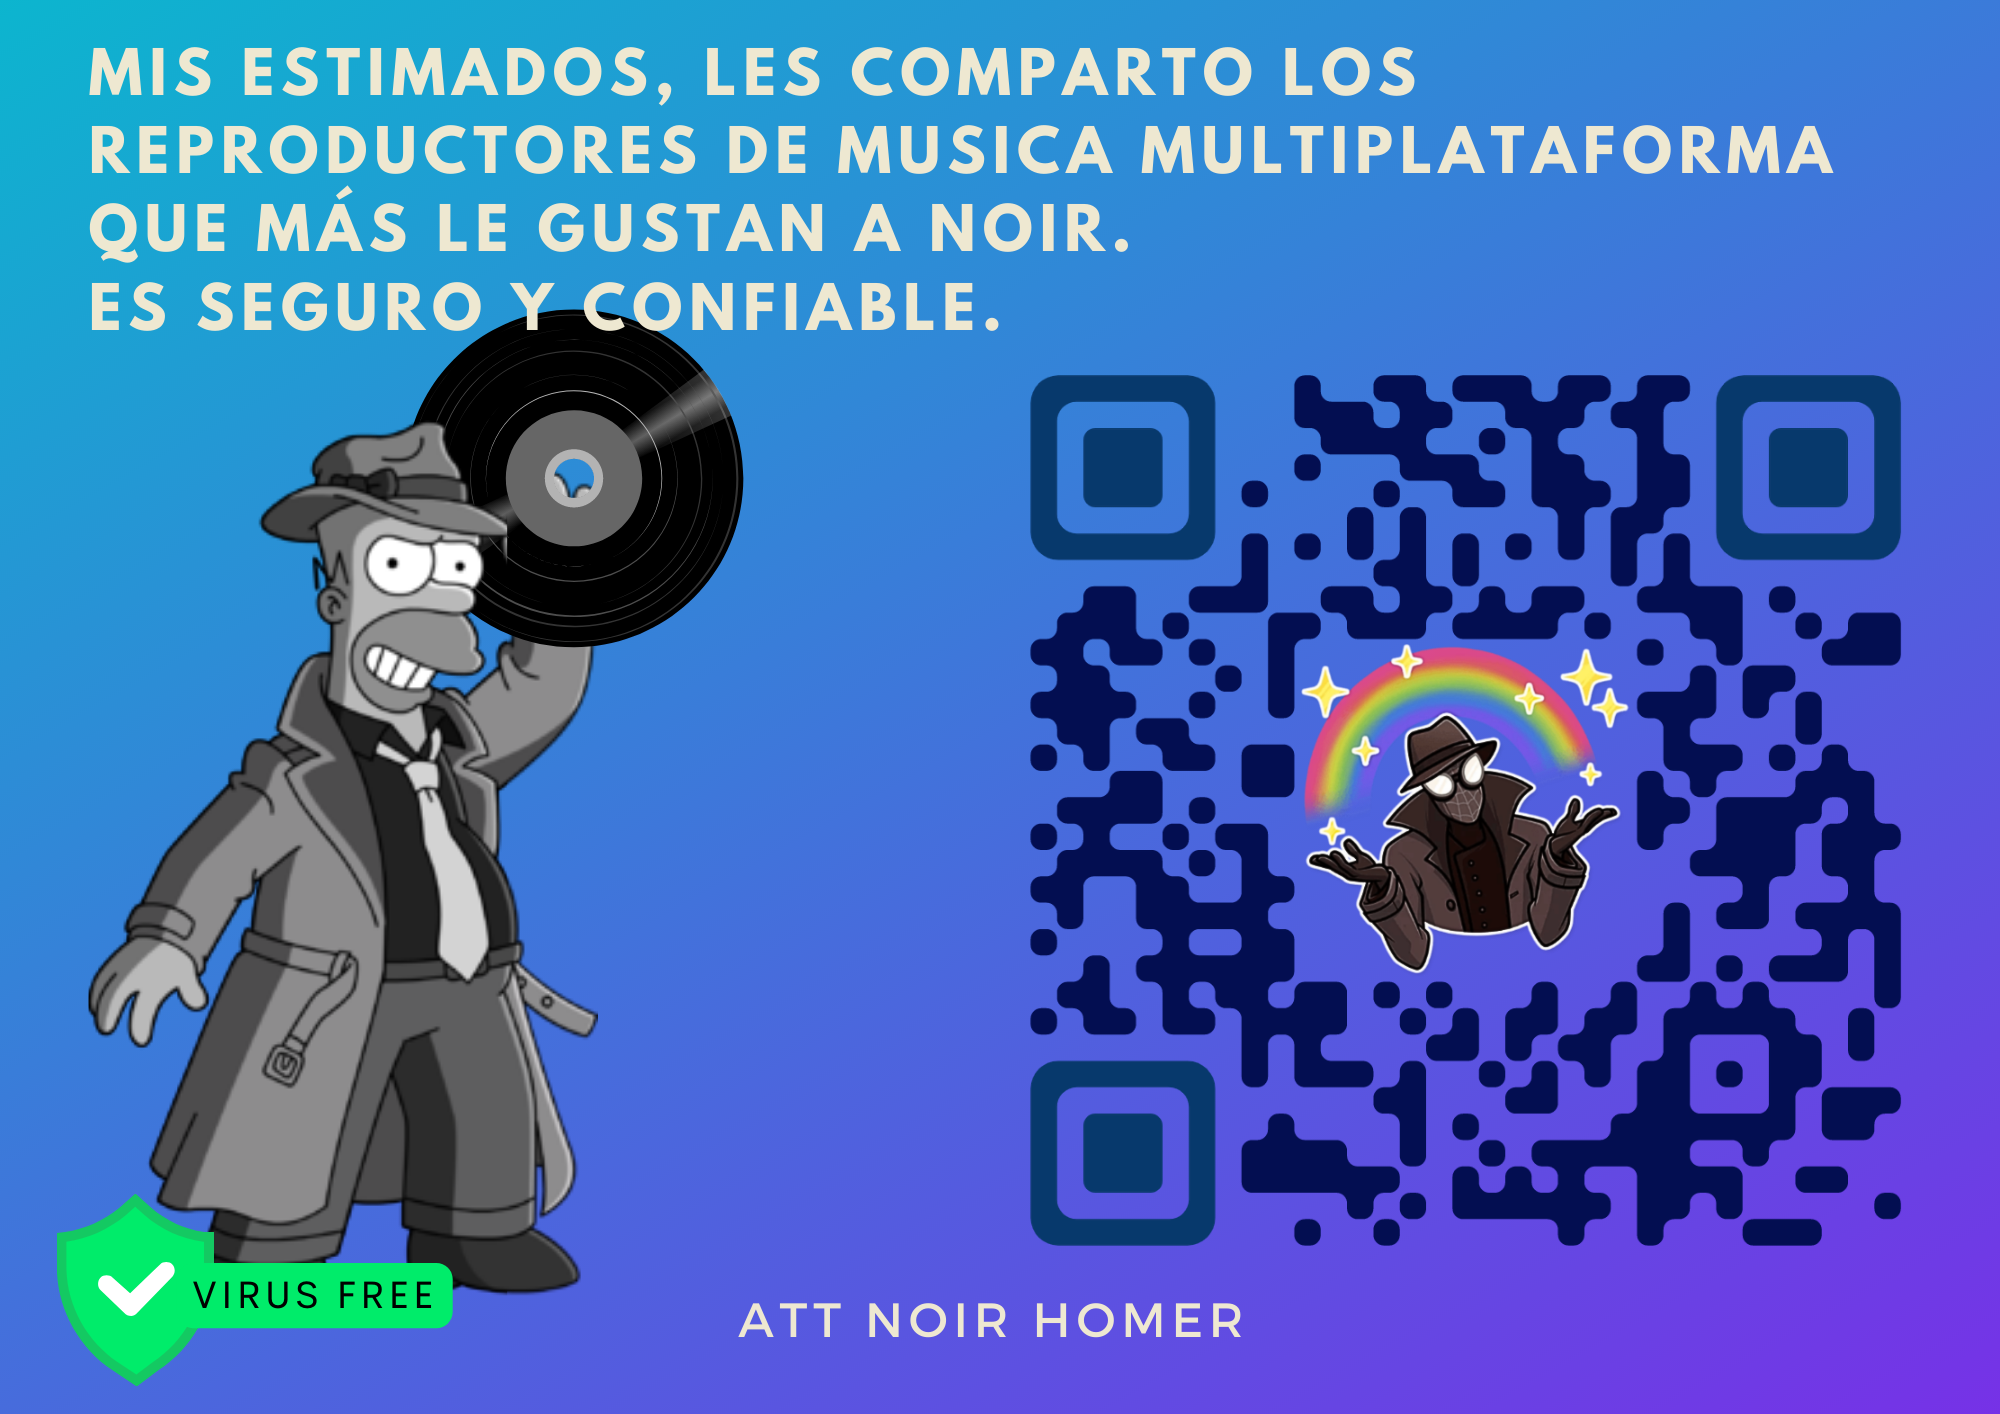 MIS ESTIMADOS, LES COMPARTO LOS
REPRODUCTORES DE MUSICA MULTIPLATAFORMA
QUE MÁS LE GUSTAN A NOIR.
ES SEGURO Y CONFIABLE.
VIRUS FREE
ATT NOIR HOMER